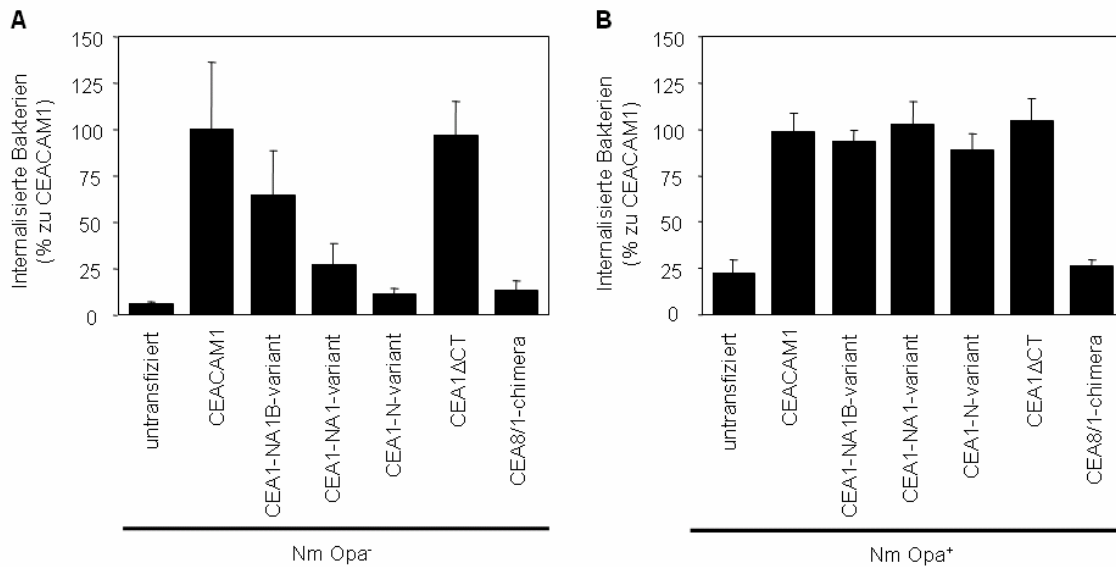 A
Internalisierte Bakterien
(% zu CEACAM1)
150
125
100
75
50
25
0
untransfiziert
CEACAM1
CEA1-NA1B-variant
CEA1-NA1-variant
CEA1-N-variant
CEA1ΔCT
CEA8/1-chimera
Nm Opa⁻
B
Internalisierte Bakterien
(% zu CEACAM1)
150
125
100
75
50
25
0
untransfiziert
CEACAM1
CEA1-NA1B-variant
CEA1-NA1-variant
CEA1-N-variant
CEA1ΔCT
CEA8/1-chimera
Nm Opa⁺